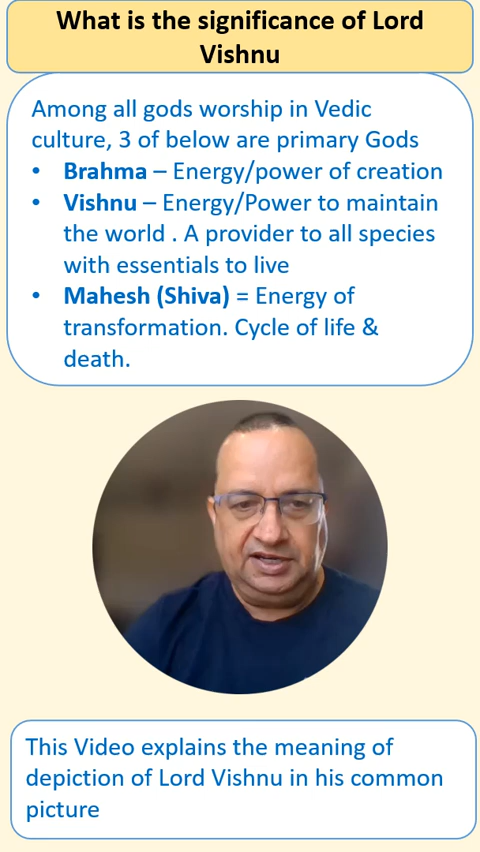 What is the significance of Lord
Vishnu
Among all gods worship in Vedic
culture, 3 of below are primary Gods
• Brahma – Energy/power of creation
• Vishnu – Energy/Power to maintain
the world . A provider to all species
with essentials to live
• Mahesh (Shiva) = Energy of
transformation. Cycle of life &
death.
This Video explains the meaning of
depiction of Lord Vishnu in his common
picture